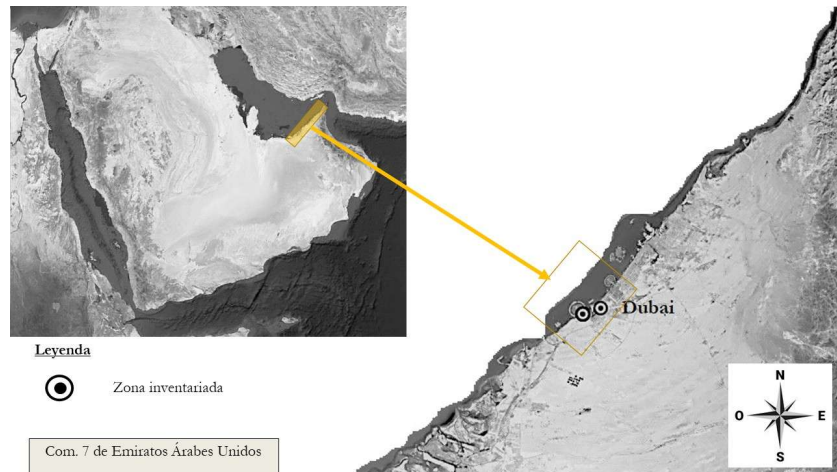 Dubai
Leyenda
Zona inventariada
Com. 7 de Emiratos Árabes Unidos
N
O
E
S